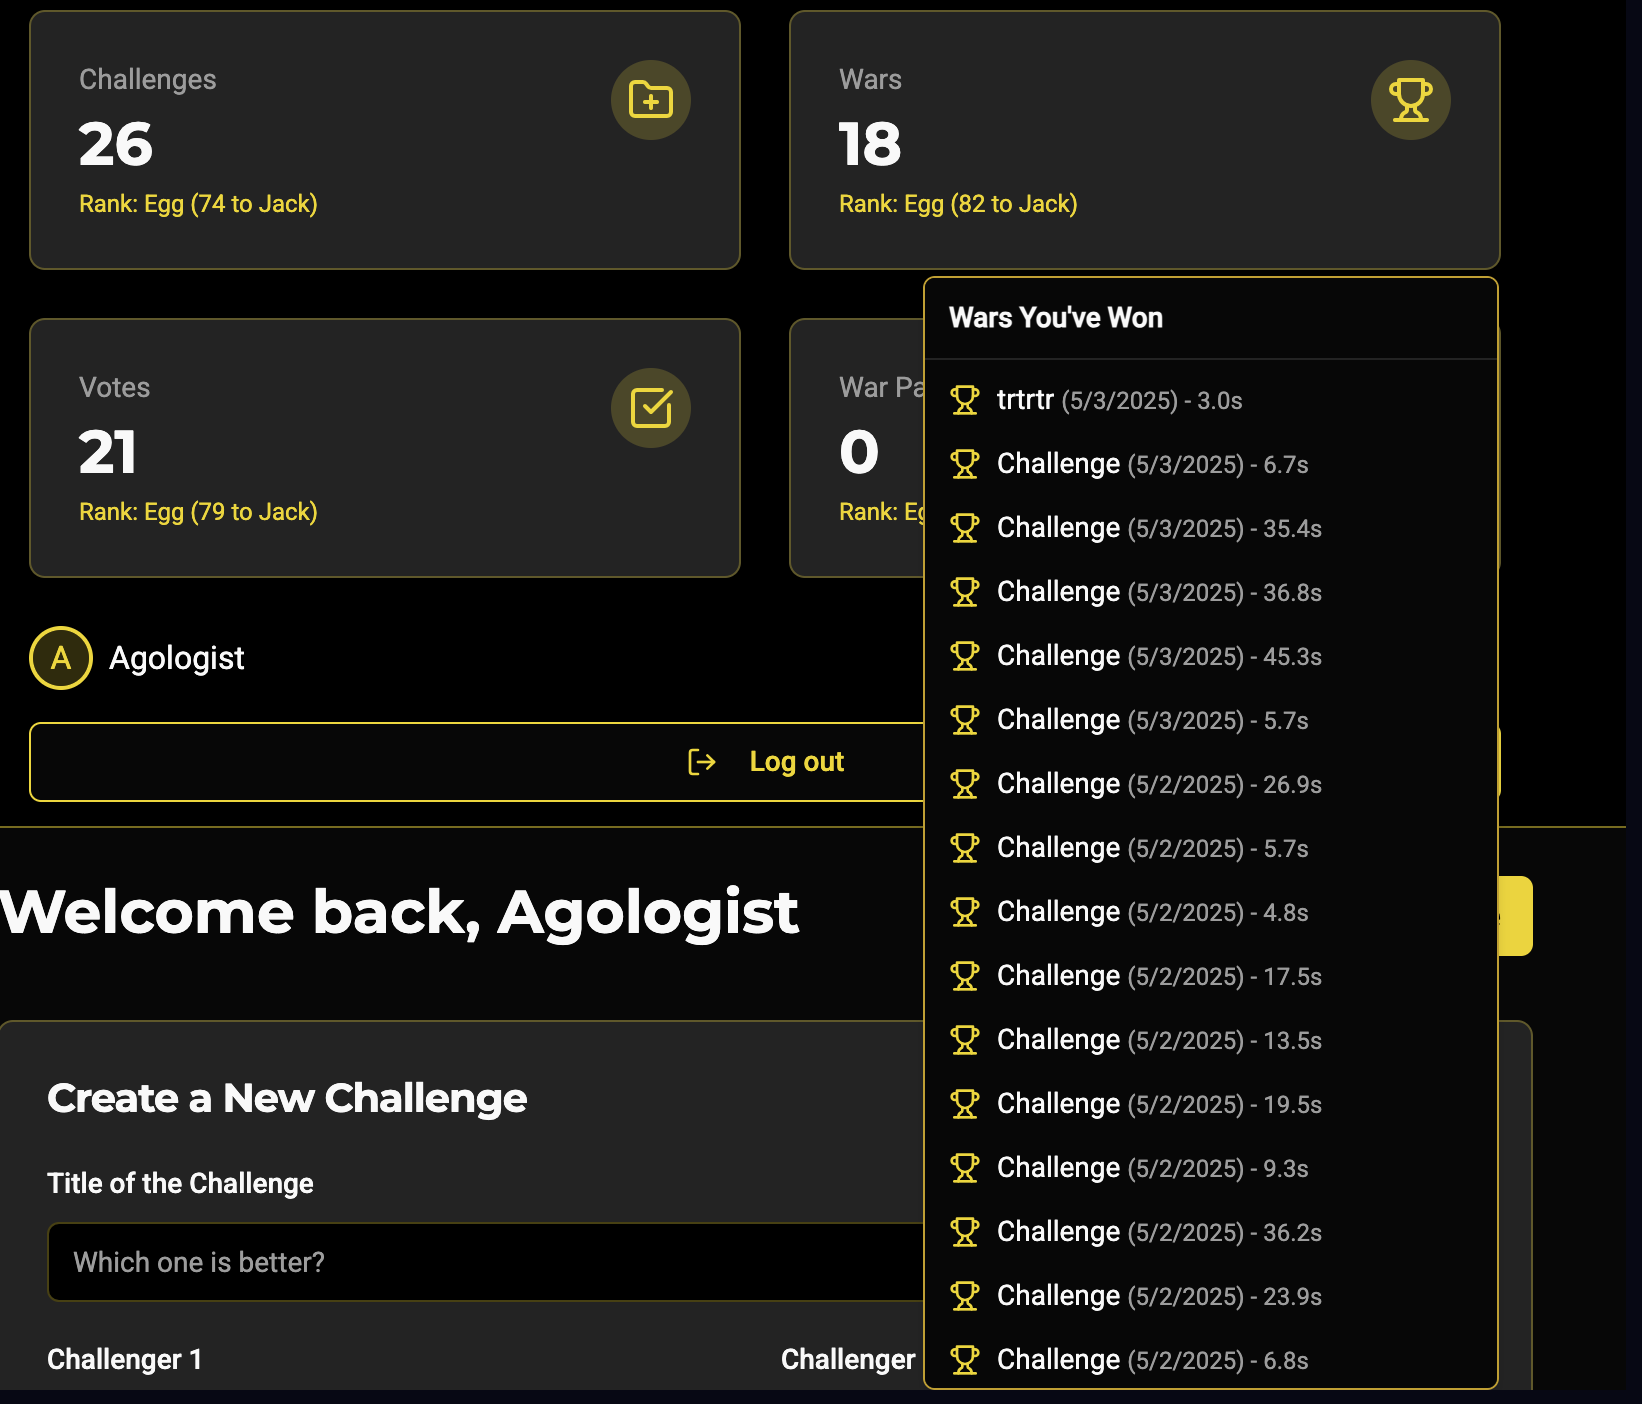 Challenges
26
Rank: Egg (74 to Jack)
Wars
18
Rank: Egg (82 to Jack)
Votes
21
Rank: Egg (79 to Jack)
War Pa
0
Rank: Eg
A Agologist
Log out
Welcome back, Agologist
Create a New Challenge
Title of the Challenge
Which one is better?
Challenger 1
Challenger
Wars You've Won
trtrtr (5/3/2025) - 3.0s
Challenge (5/3/2025) - 6.7s
Challenge (5/3/2025) - 35.4s
Challenge (5/3/2025) - 36.8s
Challenge (5/3/2025) - 45.3s
Challenge (5/3/2025) - 5.7s
Challenge (5/2/2025) - 26.9s
Challenge (5/2/2025) - 5.7s
Challenge (5/2/2025) - 4.8s
Challenge (5/2/2025) - 17.5s
Challenge (5/2/2025) - 13.5s
Challenge (5/2/2025) - 19.5s
Challenge (5/2/2025) - 9.3s
Challenge (5/2/2025) - 36.2s
Challenge (5/2/2025) - 23.9s
Challenge (5/2/2025) - 6.8s